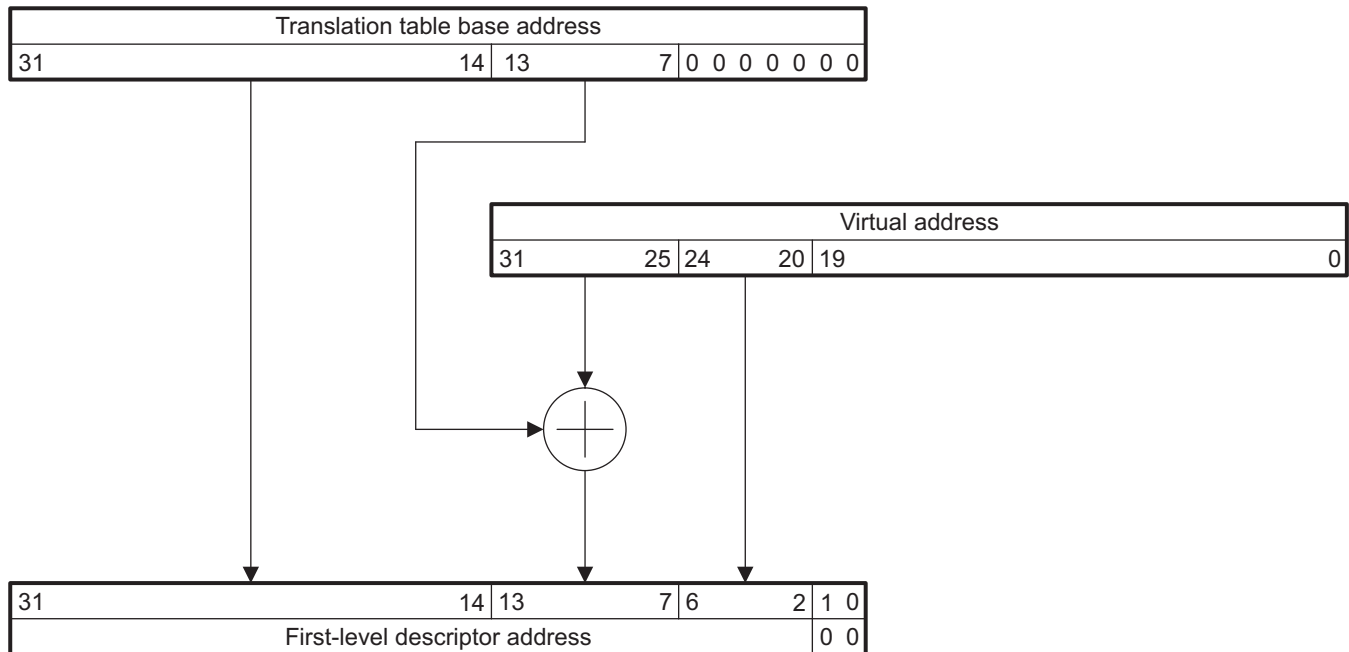 Translation table base address
31 14 13 7 0 0 0 0 0 0 0
Virtual address
31 25 24 20 19 0
31 14 13 7 6 2 1 0
First-level descriptor address 0 0